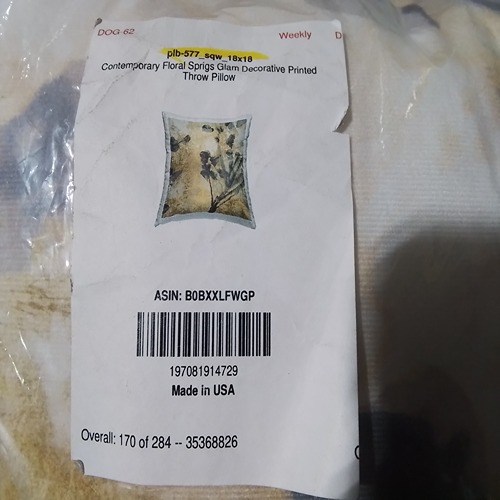 DOG-62 Weekly D
plb-577_sqw_18x18
Contemporary Floral Sprigs Glam Decorative Printed
Throw Pillow
ASIN: B0BXXLFWGP
197081914729
Made in USA
Overall: 170 of 284 -- 35368826